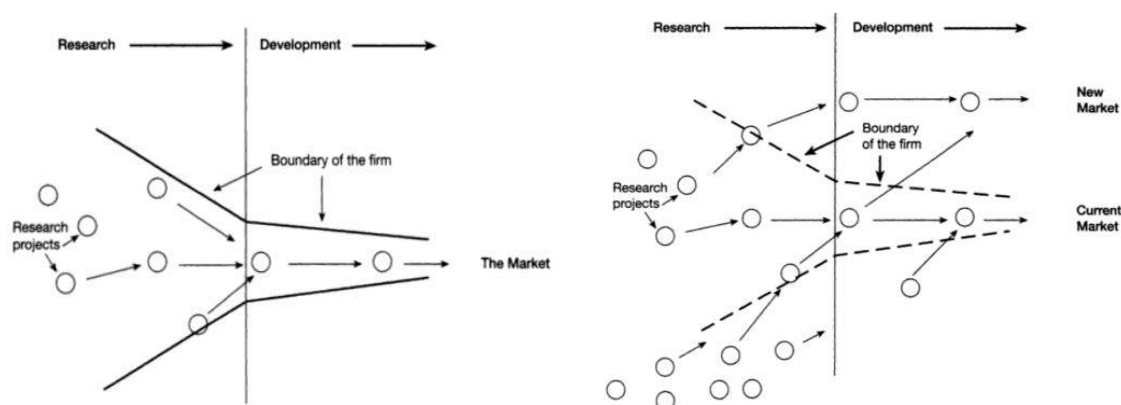 Research
Development
Boundary of the firm
Research
projects
The Market
Research
Development
New
Market
Boundary
of the firm
Research
projects
Current
Market